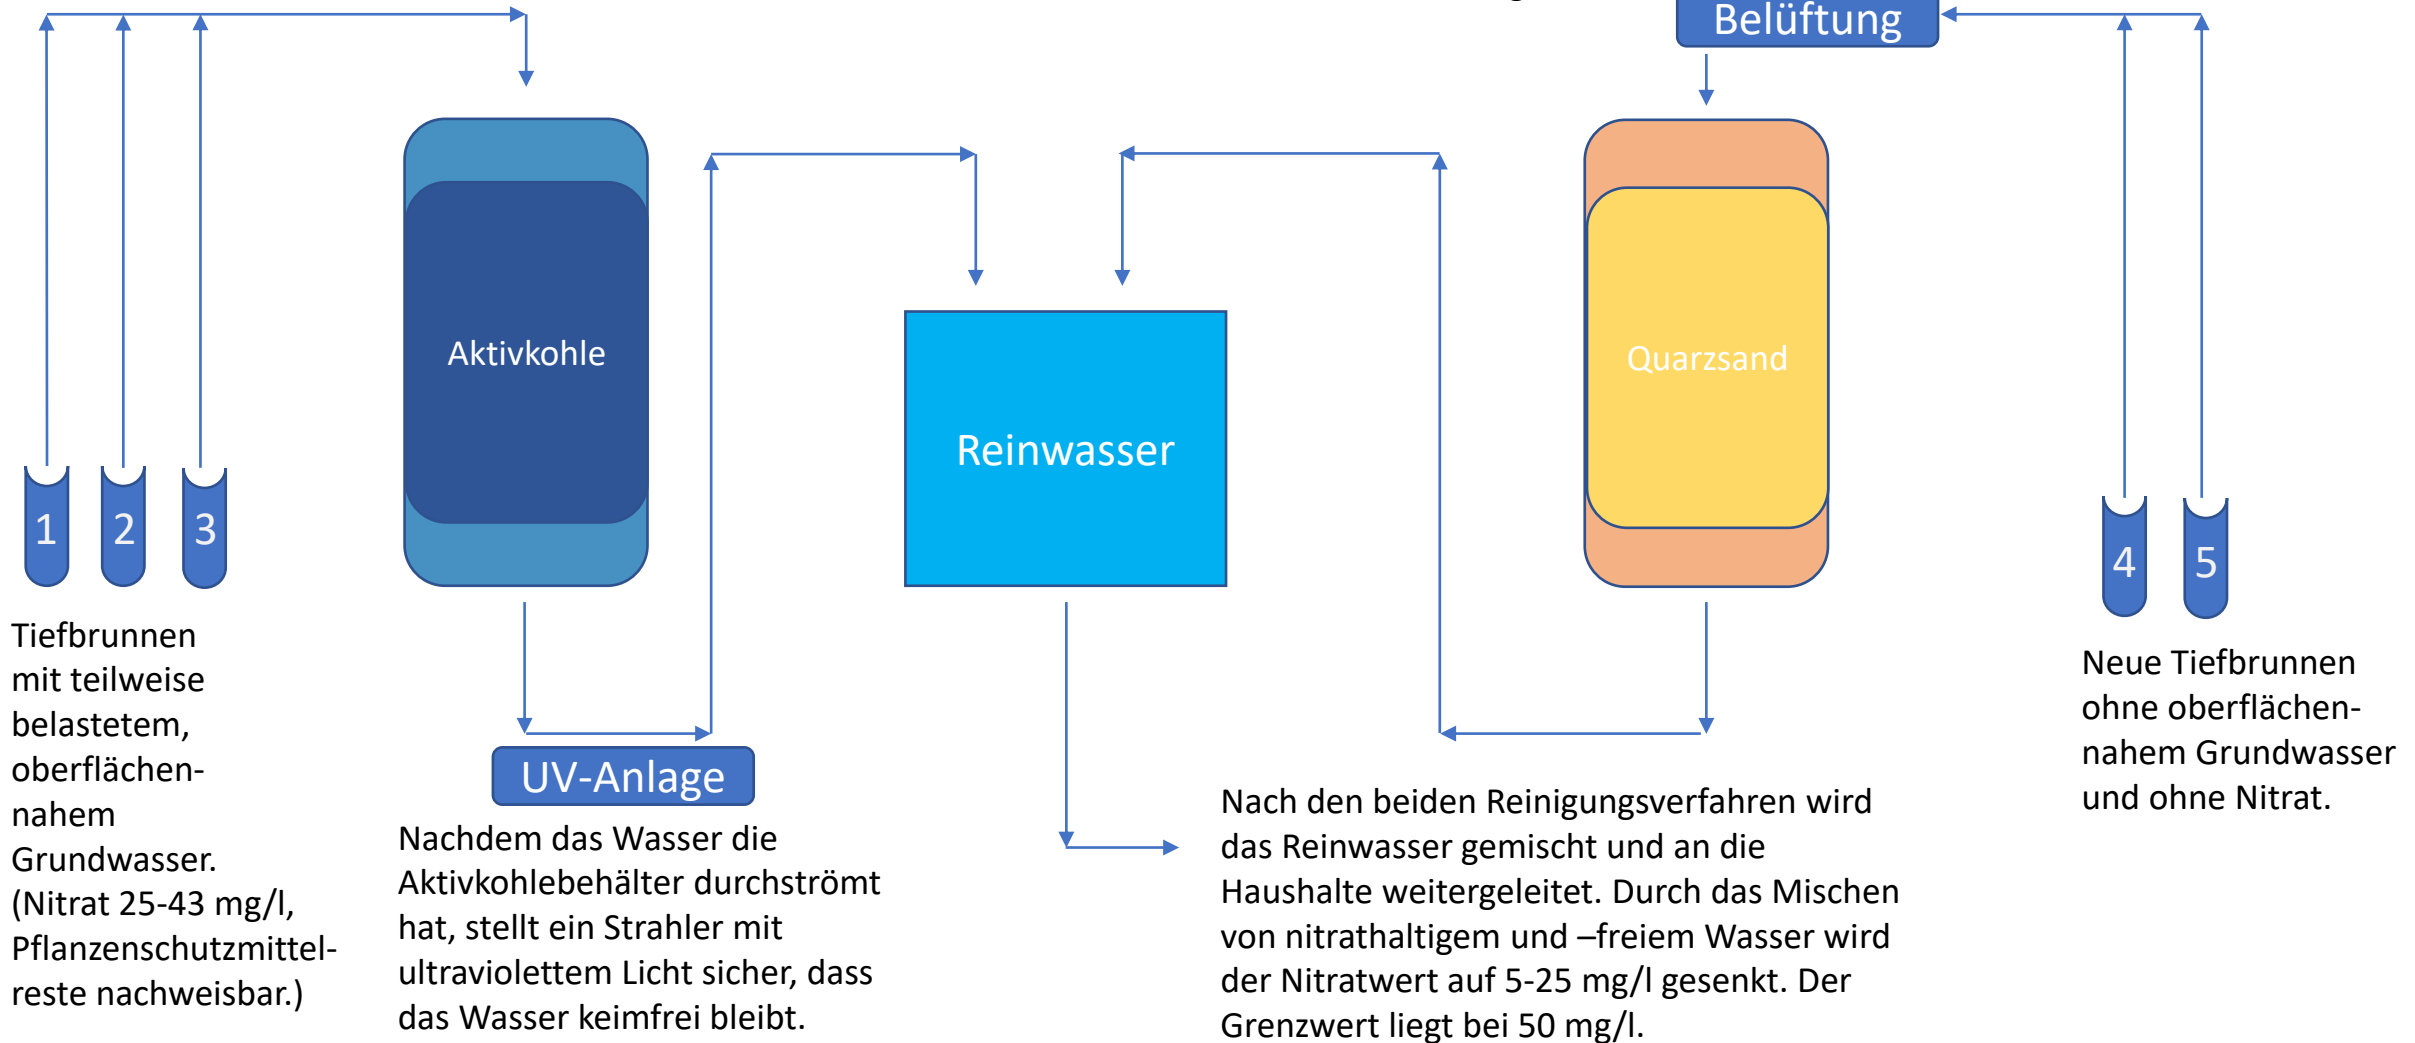 Belüftung
Aktivkohle
Quarzsand
Reinwasser
1
2
3
4
5
Tiefbrunnen
mit teilweise
belastetem,
oberflächen-
nahem
Grundwasser.
(Nitrat 25-43 mg/l,
Pflanzenschutzmittel-
reste nachweisbar.)
UV-Anlage
Nachdem das Wasser die
Aktivkohlebehälter durchströmt
hat, stellt ein Strahler mit
ultraviolettem Licht sicher, dass
das Wasser keimfrei bleibt.
Nach den beiden Reinigungsverfahren wird
das Reinwasser gemischt und an die
Haushalte weitergeleitet. Durch das Mischen
von nitrathaltigem und –freiem Wasser wird
der Nitratwert auf 5-25 mg/l gesenkt. Der
Grenzwert liegt bei 50 mg/l.
Neue Tiefbrunnen
ohne oberflächen-
nahem Grundwasser
und ohne Nitrat.